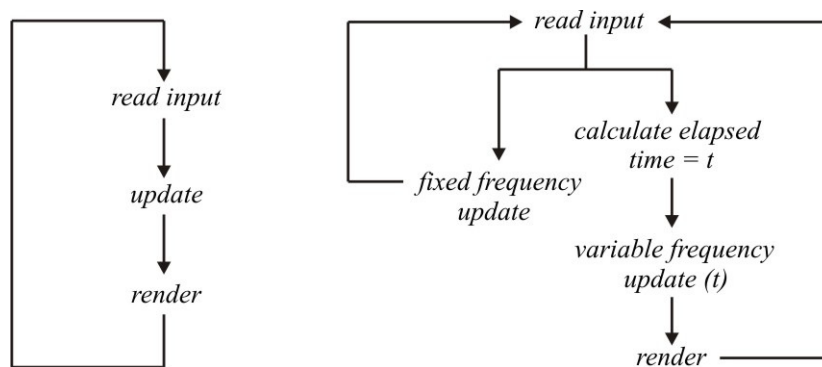 read input
update
render
read input
fixed frequency
update
calculate elapsed
time = t
variable frequency
update (t)
render